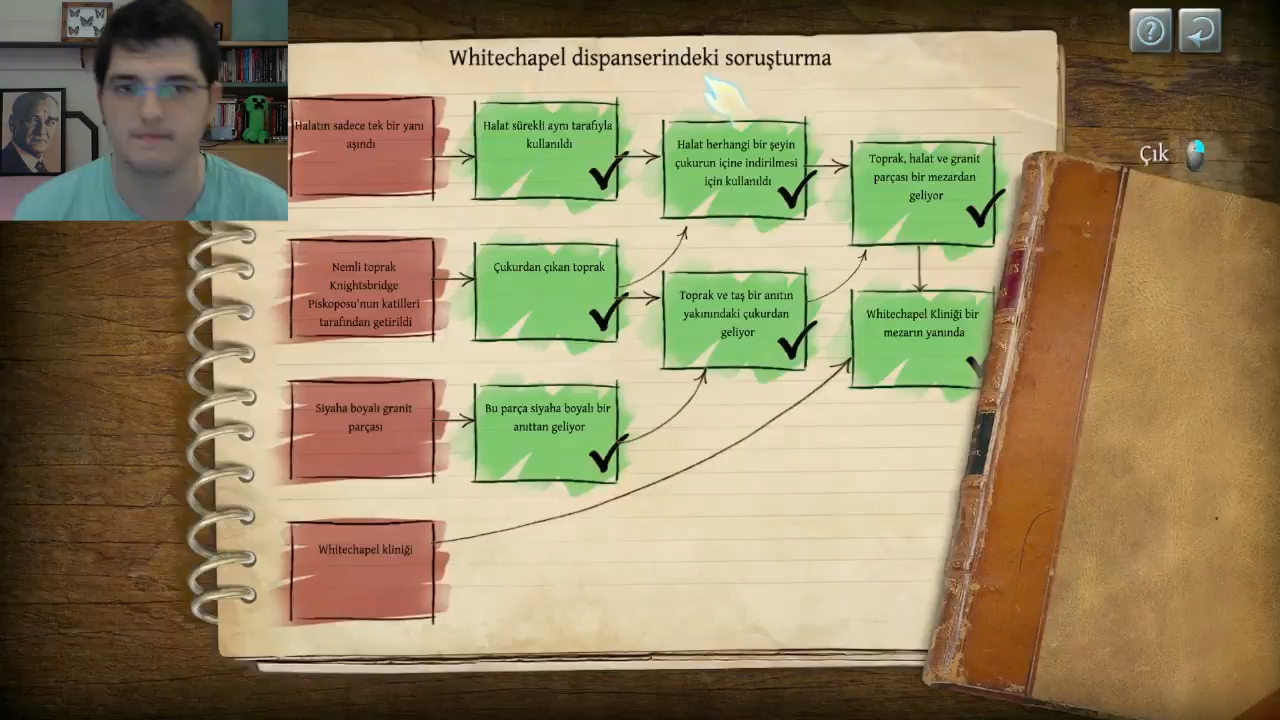 Whitechapel dispanserindeki soruşturma
Halatın sadece tek bir yanı
aşındı
Halat sürekli aynı tarafıyla
kullanıldı
Halat herhangi bir şeyin
çukurun içine indirilmesi
için kullanıldı
Toprak, halat ve granit
parçası bir mezardan
geliyor
Çık
Nemli toprak
Knightsbridge
Piskoposu'nun katilleri
tarafından getirildi
Çukurdan çıkan toprak
Toprak ve taş bir anıtın
yakınındaki çukurdan
geliyor
Whitechapel Kliniği bir
mezarın yanında
Siyaha boyalı granit
parçası
Bu parça siyaha boyalı bir
anıttan geliyor
Whitechapel kliniği